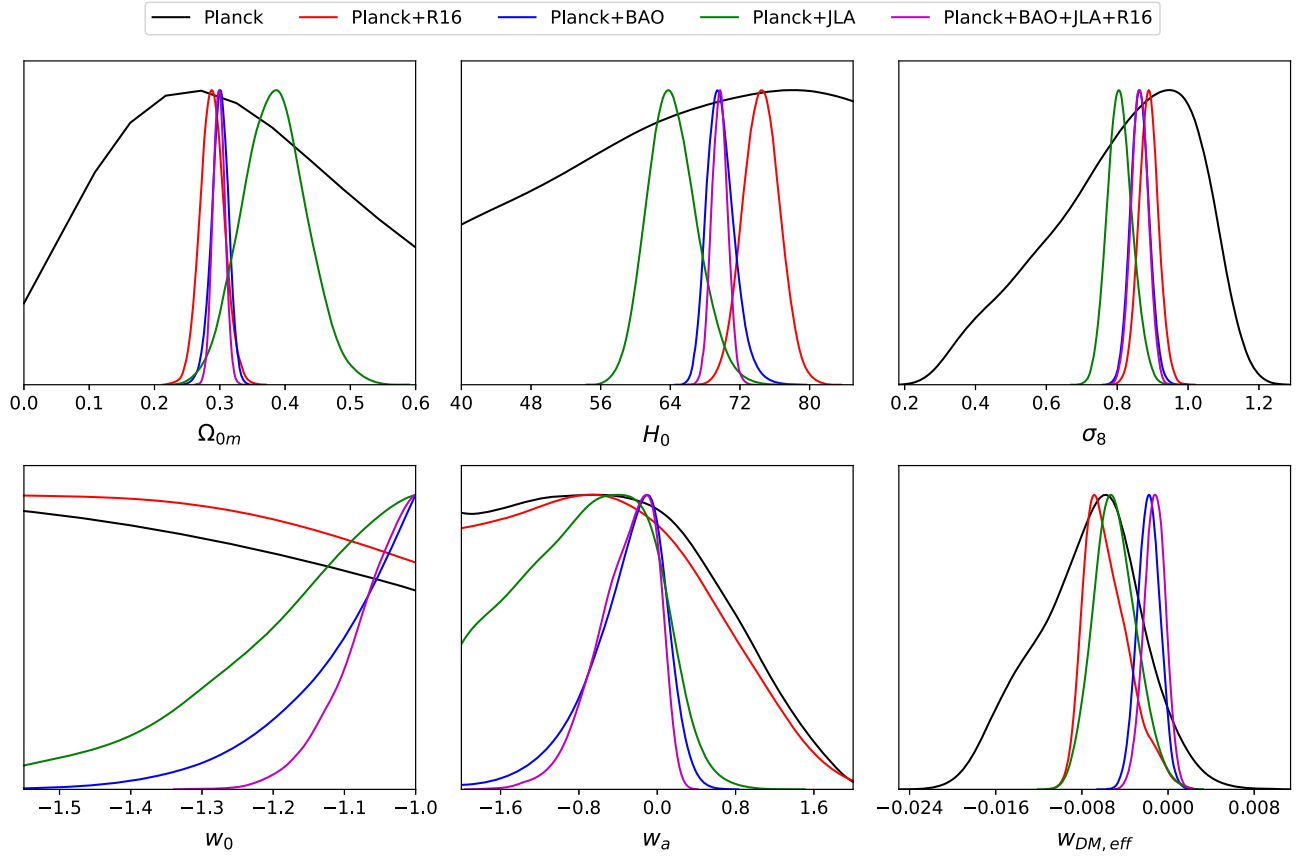 Planck Planck+R16 Planck+BAO Planck+JLA Planck+BAO+JLA+R16
0.0 0.1 0.2 0.3 0.4 0.5 0.6
Ω0m
40 48 56 64 72 80
H0
0.2 0.4 0.6 0.8 1.0 1.2
σ8
−1.5 −1.4 −1.3 −1.2 −1.1 −1.0
w0
−1.6 −0.8 0.0 0.8 1.6
wa
−0.024 −0.016 −0.008 0.000 0.008
wDM, eff